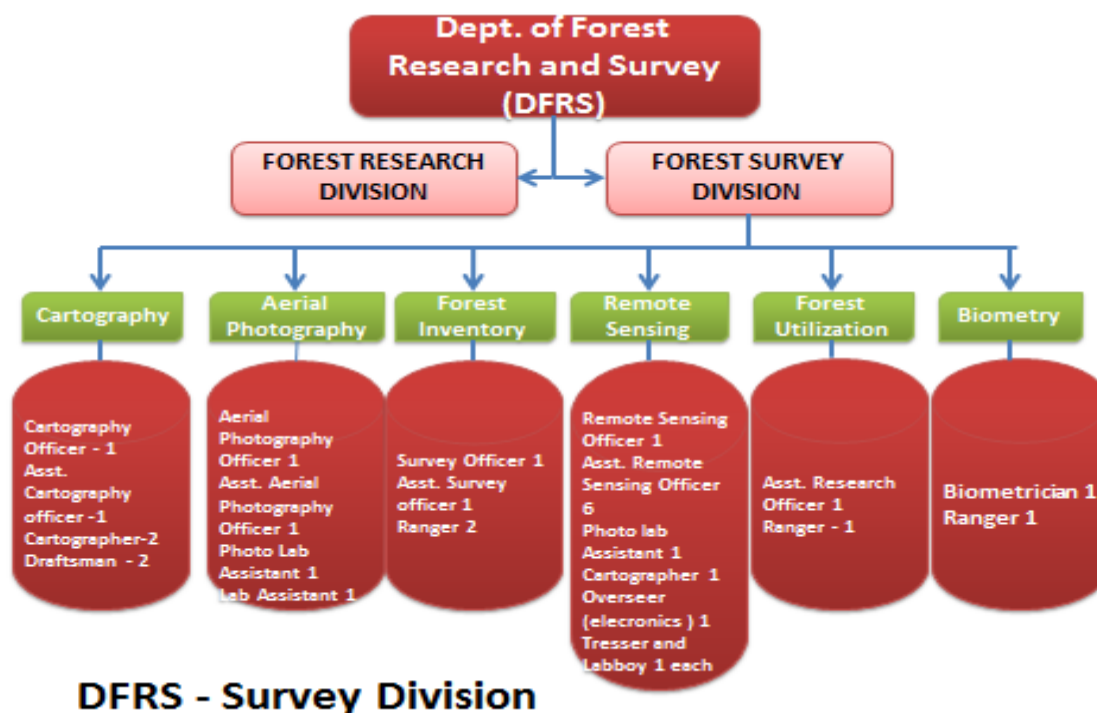 Dept. of Forest
Research and Survey
(DFRS)
FOREST RESEARCH
DIVISION
FOREST SURVEY
DIVISION
Cartography
Aerial
Photography
Forest
Inventory
Remote
Sensing
Forest
Utilization
Biometry
Cartography
Officer - 1
Asst.
Cartography
officer -1
Cartographer-2
Draftsman - 2
Aerial
Photography
Officer 1
Asst. Aerial
Photography
Officer 1
Photo Lab
Assistant 1
Lab Assistant 1
Survey Officer 1
Asst. Survey
officer 1
Ranger 2
Remote Sensing
Officer 1
Asst. Remote
Sensing Officer
6
Photo lab
Assistant 1
Cartographer 1
Overseer
(elecronics ) 1
Tresser and
Labboy 1 each
Asst. Research
Officer 1
Ranger - 1
Biometrician 1
Ranger 1
DFRS - Survey Division